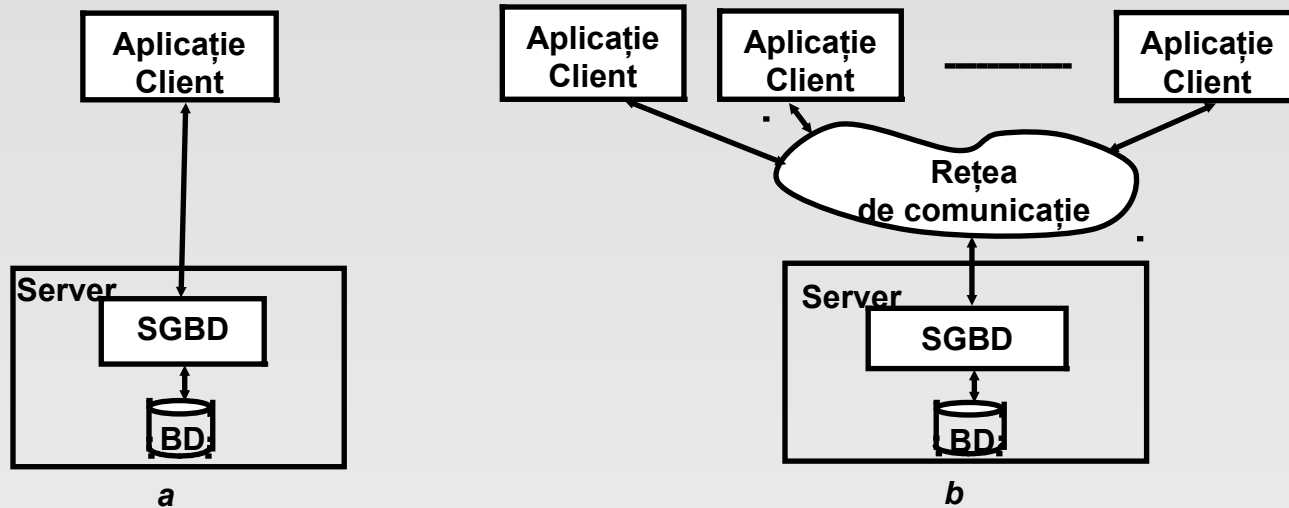 Aplicație
Client
Server
SGBD
BD
a
Aplicație
Client
Aplicație
Client
Aplicație
Client
Rețea
de comunicație
Server
SGBD
BD
b